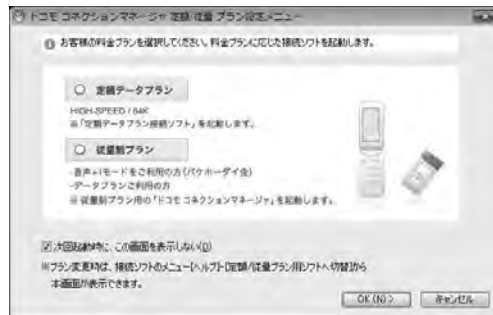 ドコモ コネクションマネージャ 定額/従量 プラン設定メニュー
お客様の料金プランを選択してください。料金プランに応じた接続ソフトを起動します。
定額データプラン
HIGH-SPEED / 64K
※「定額データプラン接続ソフト」を起動します。
従量制プラン
-音声+iモードをご利用の方(パケホーダイ含)
-データプランご利用の方
※従量制プラン用の「ドコモ コネクションマネージャ」を起動します。
次回起動時に、この画面を表示しない(D)
※プラン変更時は、接続ソフトのメニュー[ヘルプ]-[定額/従量プラン用ソフトへ切替]から
本画面が表示できます。
OK (N) >
キャンセル